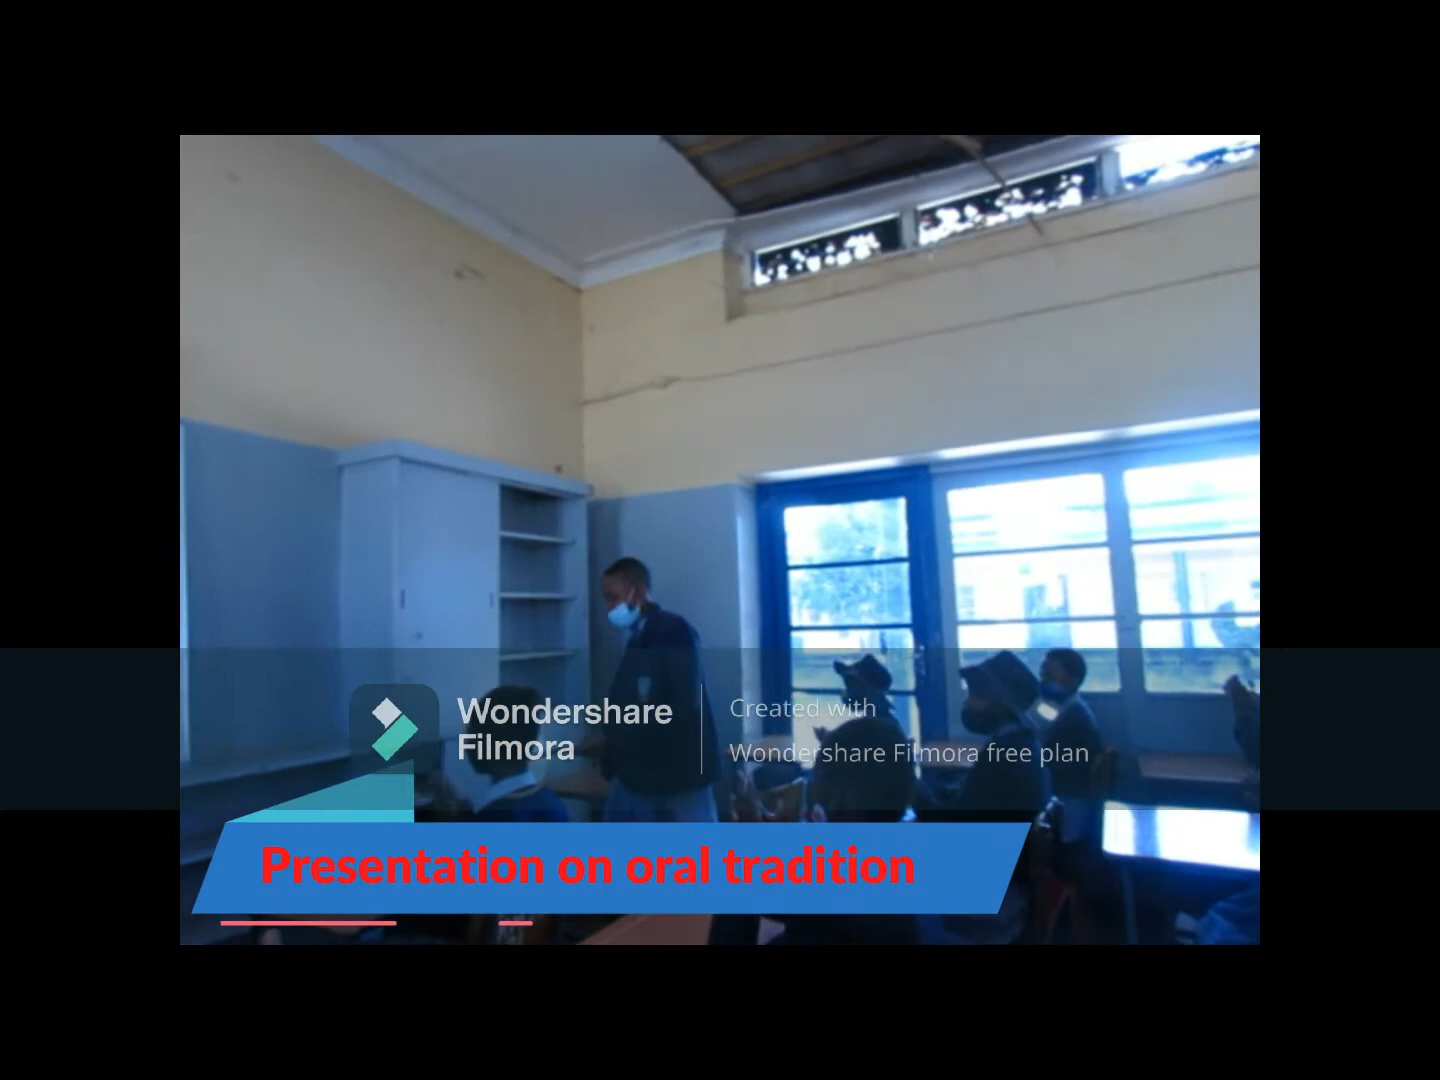 Wondershare
Filmora
Created with
Wondershare Filmora free plan
Presentation on oral tradition